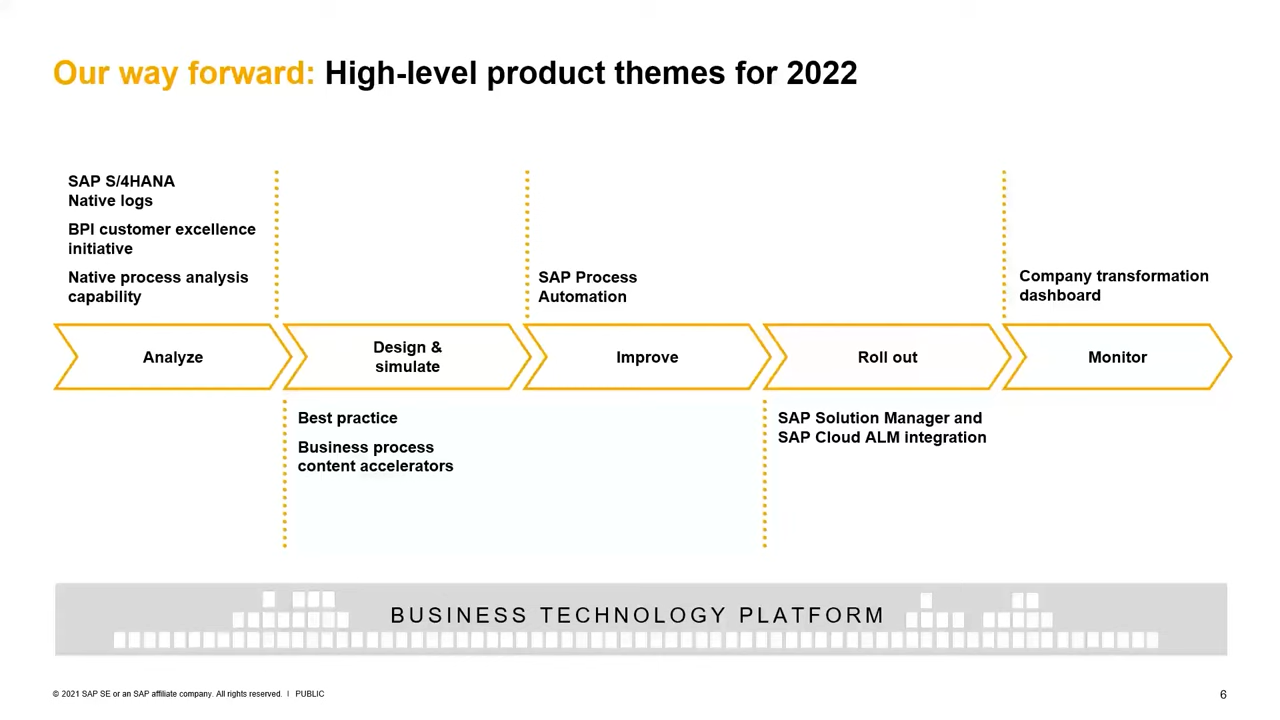 Our way forward: High-level product themes for 2022
SAP S/4HANA
Native logs
BPI customer excellence
initiative
Native process analysis
capability
SAP Process
Automation
Company transformation
dashboard
Analyze
Design &
simulate
Improve
Roll out
Monitor
Best practice
Business process
content accelerators
SAP Solution Manager and
SAP Cloud ALM integration
BUSINESS TECHNOLOGY PLATFORM
© 2021 SAP SE or an SAP affiliate company. All rights reserved. I PUBLIC
6